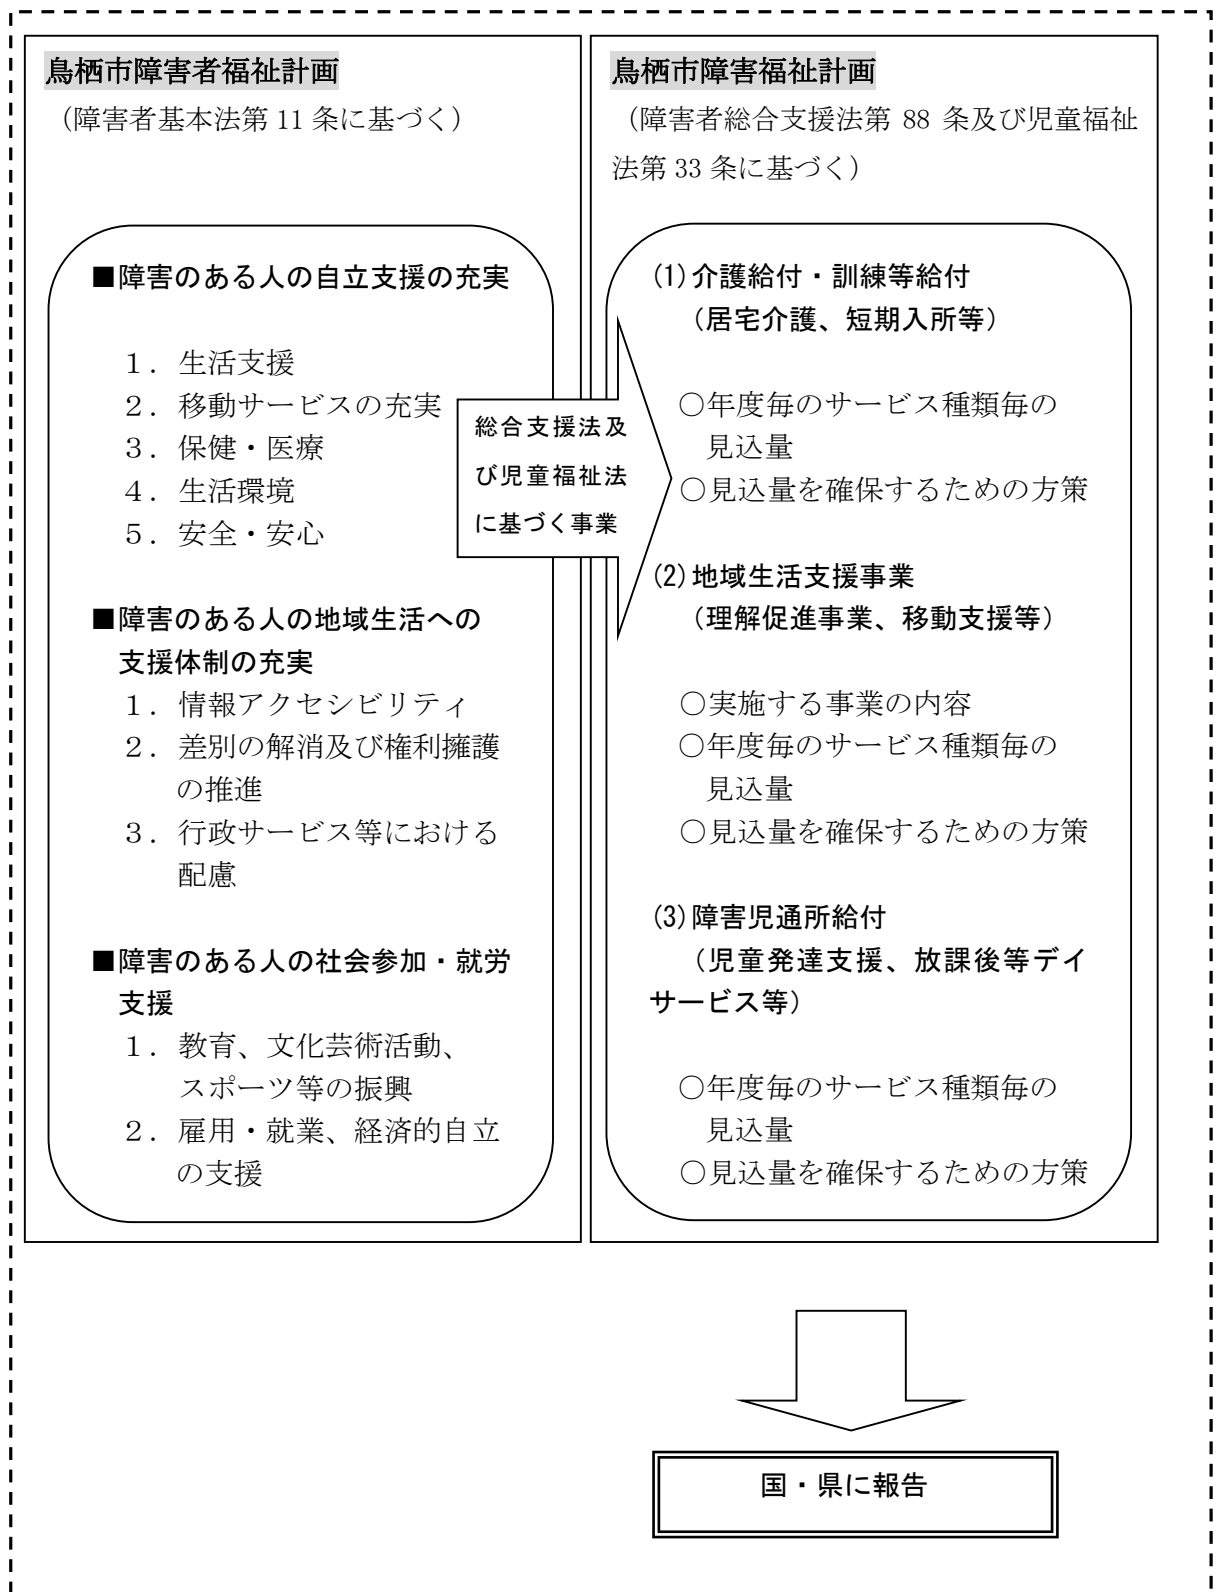 鳥栖市障害者福祉計画
（障害者基本法第 11 条に基づく）
■障害のある人の自立支援の充実
１．生活支援
２．移動サービスの充実
３．保健・医療
４．生活環境
５．安全・安心
■障害のある人の地域生活への
支援体制の充実
１．情報アクセシビリティ
２．差別の解消及び権利擁護
の推進
３．行政サービス等における
配慮
■障害のある人の社会参加・就労
支援
１．教育、文化芸術活動、
スポーツ等の振興
２．雇用・就業、経済的自立
の支援
総合支援法及
び児童福祉法
に基づく事業
鳥栖市障害福祉計画
（障害者総合支援法第 88 条及び児童福祉
法第 33 条に基づく）
(1)介護給付・訓練等給付
（居宅介護、短期入所等）
○年度毎のサービス種類毎の
見込量
○見込量を確保するための方策
(2)地域生活支援事業
（理解促進事業、移動支援等）
○実施する事業の内容
○年度毎のサービス種類毎の
見込量
○見込量を確保するための方策
(3)障害児通所給付
（児童発達支援、放課後等デイ
サービス等）
○年度毎のサービス種類毎の
見込量
○見込量を確保するための方策
国・県に報告